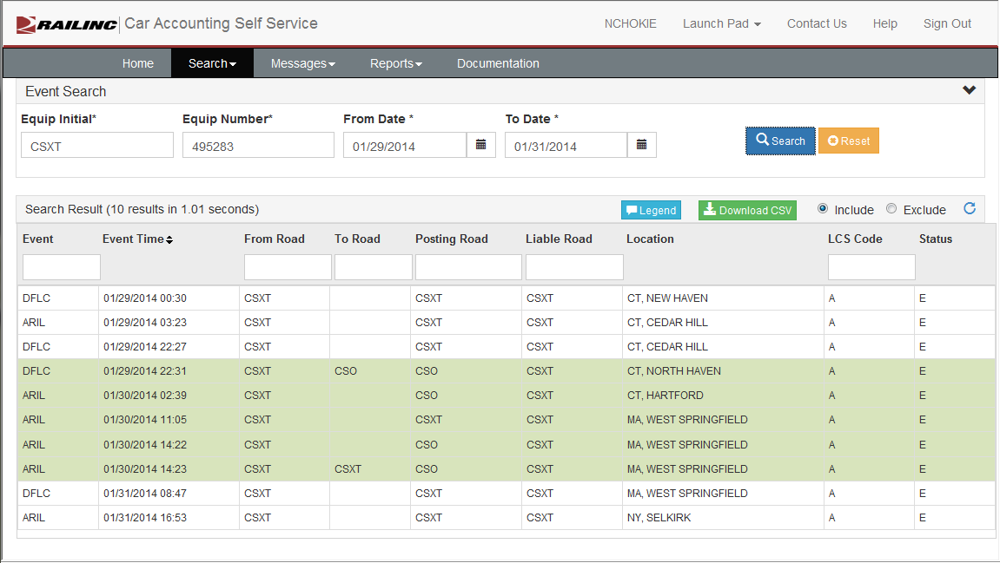 RAILINC Car Accounting Self Service NCHOKIE Launch Pad Contact Us Help Sign Out
Home Search Messages Reports Documentation
Event Search
Equip Initial* Equip Number* From Date * To Date *
CSXT 495283 01/29/2014 01/31/2014 Search Reset
Search Result (10 results in 1.01 seconds) Legend Download CSV Include Exclude
Event Event Time From Road To Road Posting Road Liable Road Location LCS Code Status
DFLC 01/29/2014 00:30 CSXT CSXT CSXT CT, NEW HAVEN A E
ARIL 01/29/2014 03:23 CSXT CSXT CSXT CT, CEDAR HILL A E
DFLC 01/29/2014 22:27 CSXT CSXT CSXT CT, CEDAR HILL A E
DFLC 01/29/2014 22:31 CSXT CSO CSO CSXT CT, NORTH HAVEN A E
ARIL 01/30/2014 02:39 CSXT CSO CSXT CT, HARTFORD A E
ARIL 01/30/2014 11:05 CSXT CSXT CSXT MA, WEST SPRINGFIELD A E
ARIL 01/30/2014 14:22 CSXT CSO CSXT MA, WEST SPRINGFIELD A E
ARIL 01/30/2014 14:23 CSXT CSXT CSO CSXT MA, WEST SPRINGFIELD A E
DFLC 01/31/2014 08:47 CSXT CSXT CSXT MA, WEST SPRINGFIELD A E
ARIL 01/31/2014 16:53 CSXT CSXT CSXT NY, SELKIRK A E